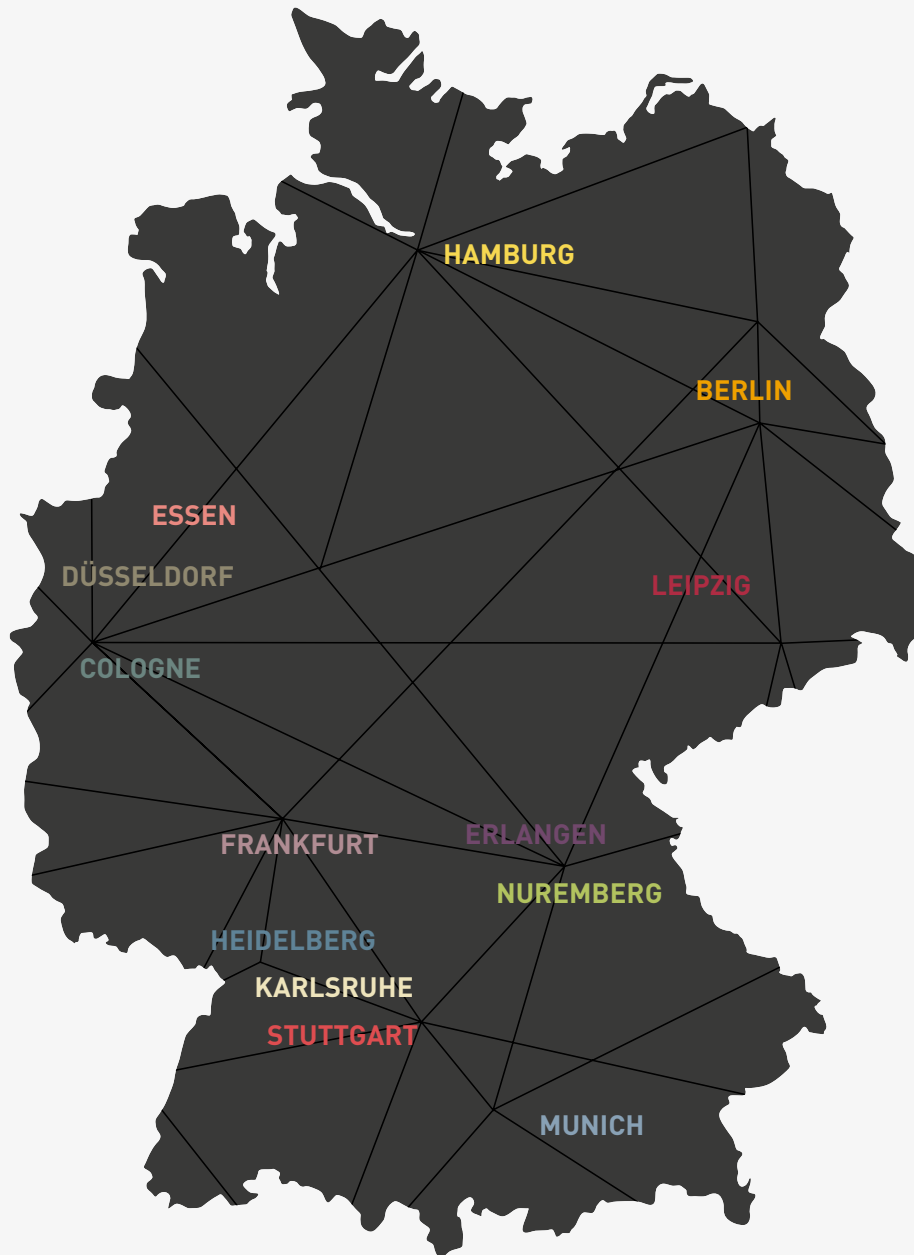 HAMBURG
BERLIN
ESSEN
DÜSSELDORF
LEIPZIG
COLOGNE
ERLANGEN
FRANKFURT
NUREMBERG
HEIDELBERG
KARLSRUHE
STUTTGART
MUNICH